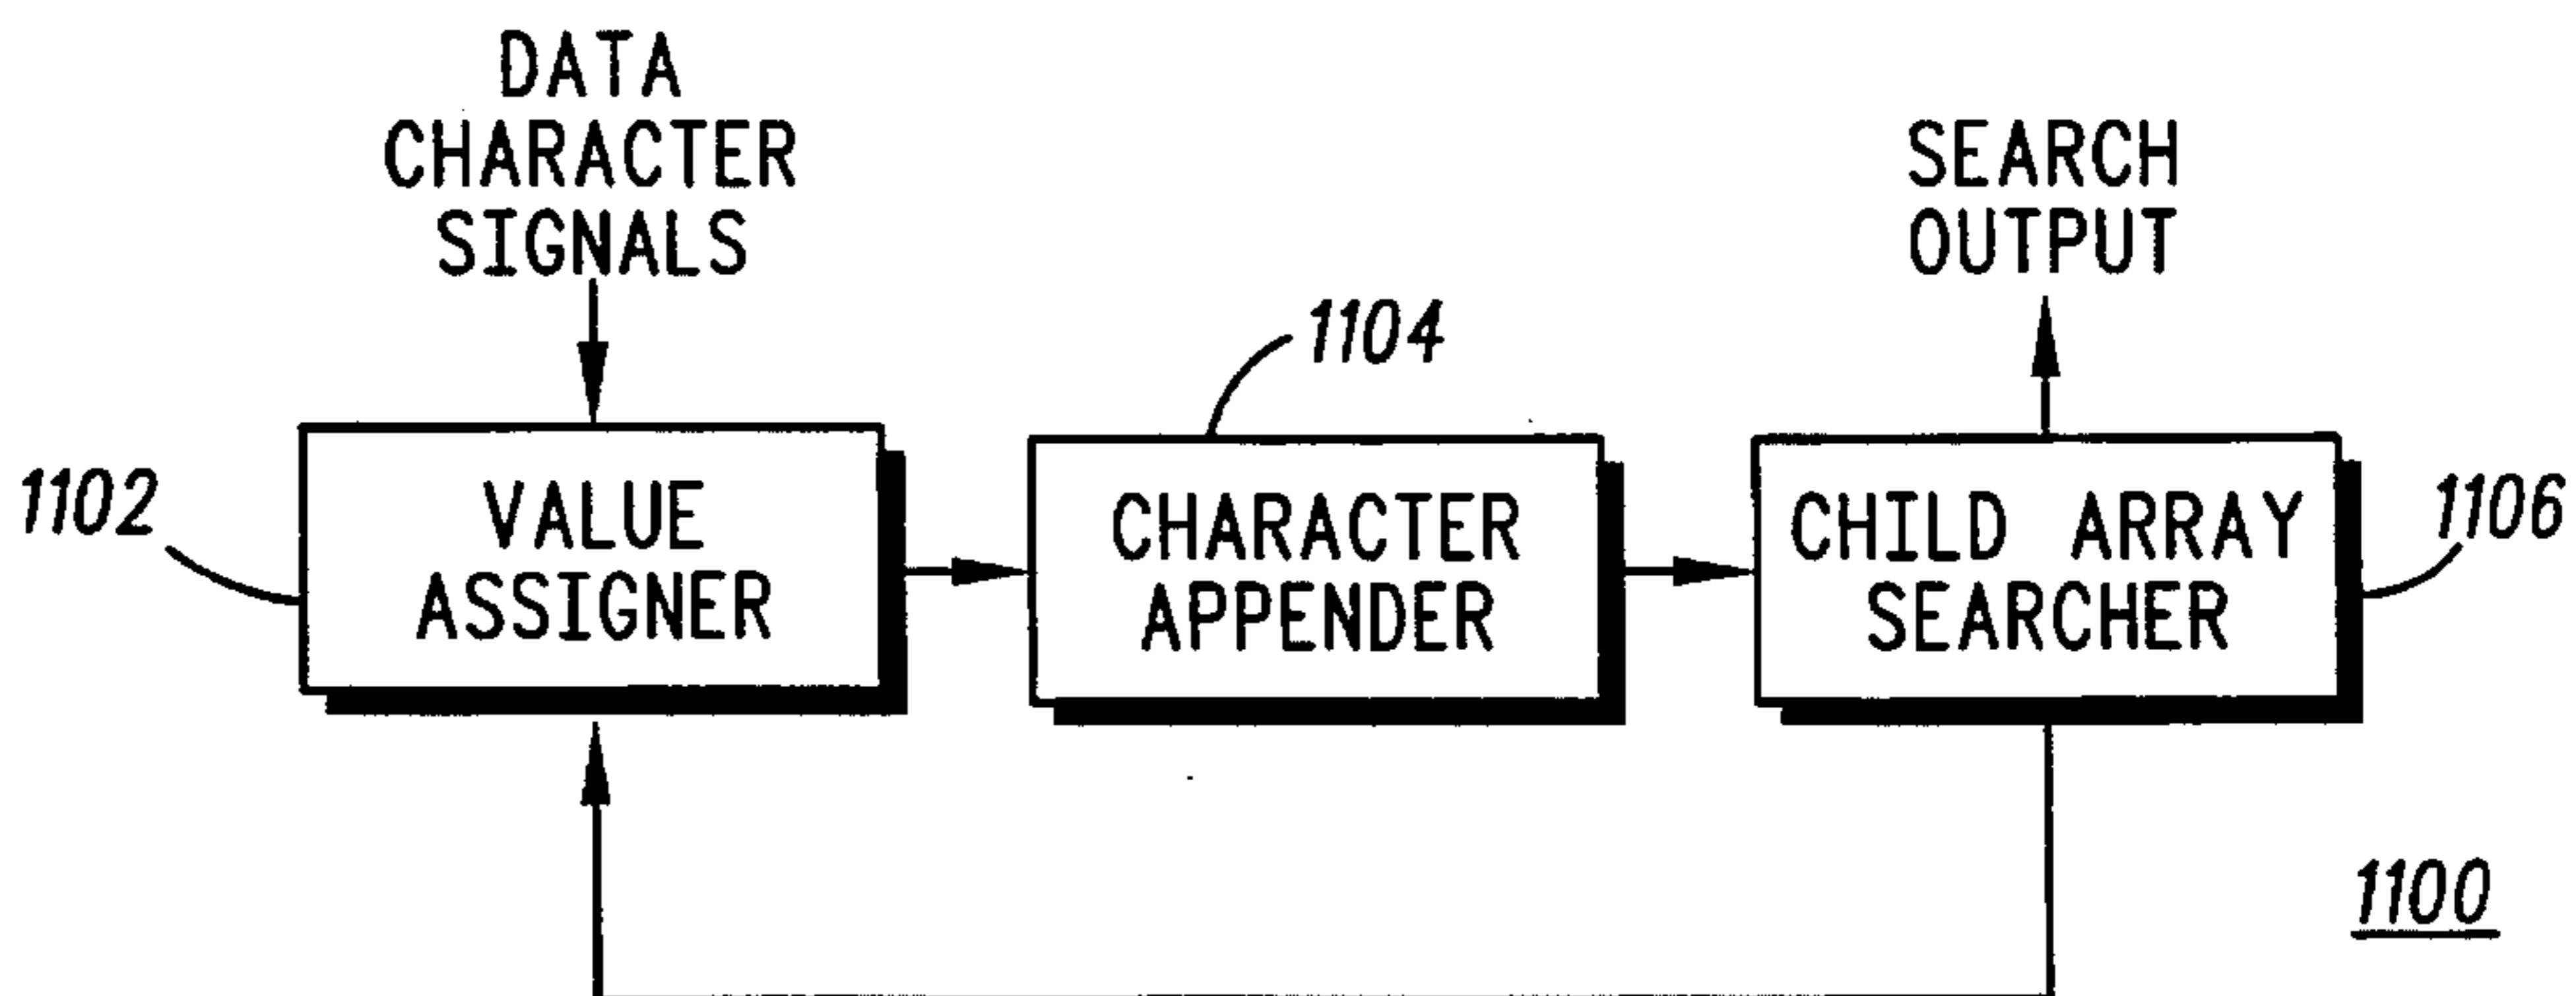 DATA
CHARACTER
SIGNALS
SEARCH
OUTPUT
1104
1102
VALUE
ASSIGNER
CHARACTER
APPENDER
CHILD ARRAY
SEARCHER
1106
1100